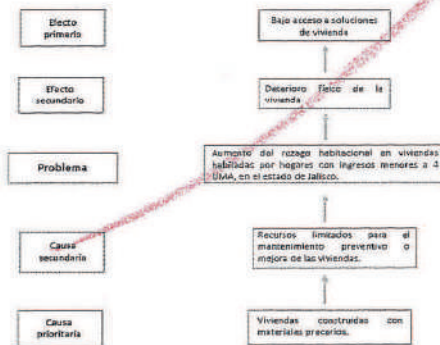 Efecto
primario
Bajo acceso a soluciones
de vivienda
Efecto
secundario
Deterioro físico de la
vivienda
Problema
Aumento del rezago habitacional en viviendas
habitadas por hogares con ingresos menores a 4
UMA, en el estado de Jalisco.
Causa
secundaria
Recursos limitados para el
mantenimiento preventivo o
mejora de las viviendas.
Causa
prioritaria
Viviendas construidas con
materiales precarios.